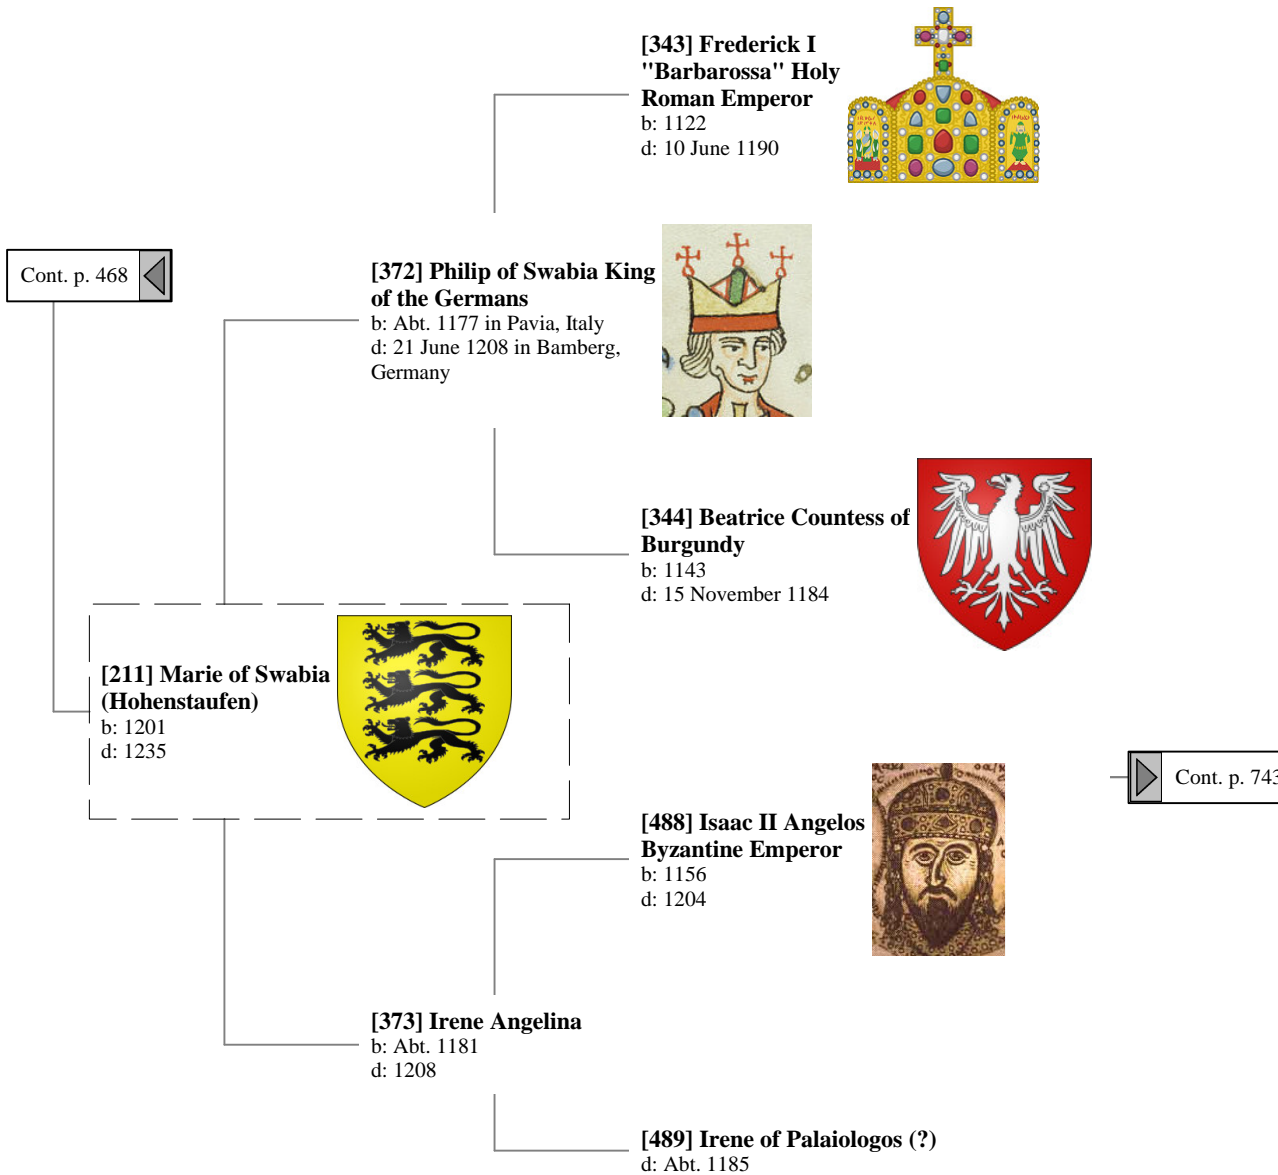 [343] Frederick I
"Barbarossa" Holy
Roman Emperor
b: 1122
d: 10 June 1190
Cont. p. 468
[372] Philip of Swabia King
of the Germans
b: Abt. 1177 in Pavia, Italy
d: 21 June 1208 in Bamberg,
Germany
[344] Beatrice Countess of
Burgundy
b: 1143
d: 15 November 1184
[211] Marie of Swabia
(Hohenstaufen)
b: 1201
d: 1235
Cont. p. 743
[488] Isaac II Angelos
Byzantine Emperor
b: 1156
d: 1204
[373] Irene Angelina
b: Abt. 1181
d: 1208
[489] Irene of Palaiologos (?)
d: Abt. 1185